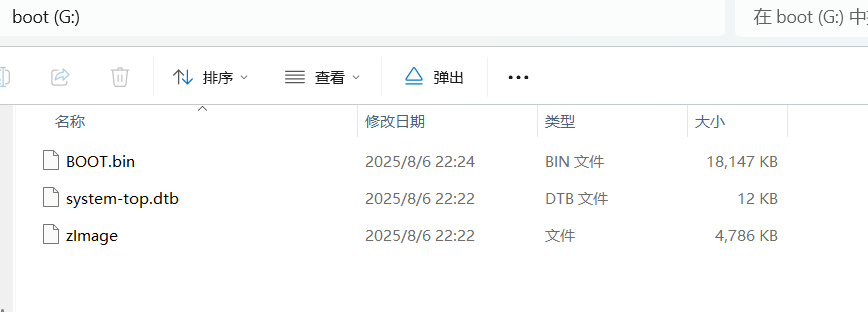 boot (G:)
在 boot (G:) 中
排序 查看 弹出
名称 修改日期 类型 大小
BOOT.bin 2025/8/6 22:24 BIN 文件 18,147 KB
system-top.dtb 2025/8/6 22:22 DTB 文件 12 KB
zImage 2025/8/6 22:22 文件 4,786 KB